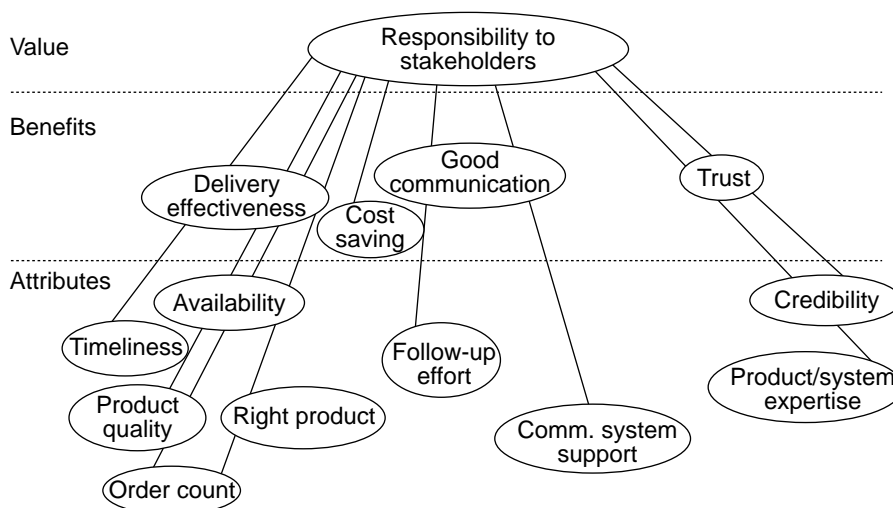 Value
Responsibility to
stakeholders
Benefits
Delivery
effectiveness
Cost
saving
Good
communication
Trust
Attributes
Availability
Timeliness
Product
quality
Right product
Order count
Follow-up
effort
Comm. system
support
Credibility
Product/system
expertise